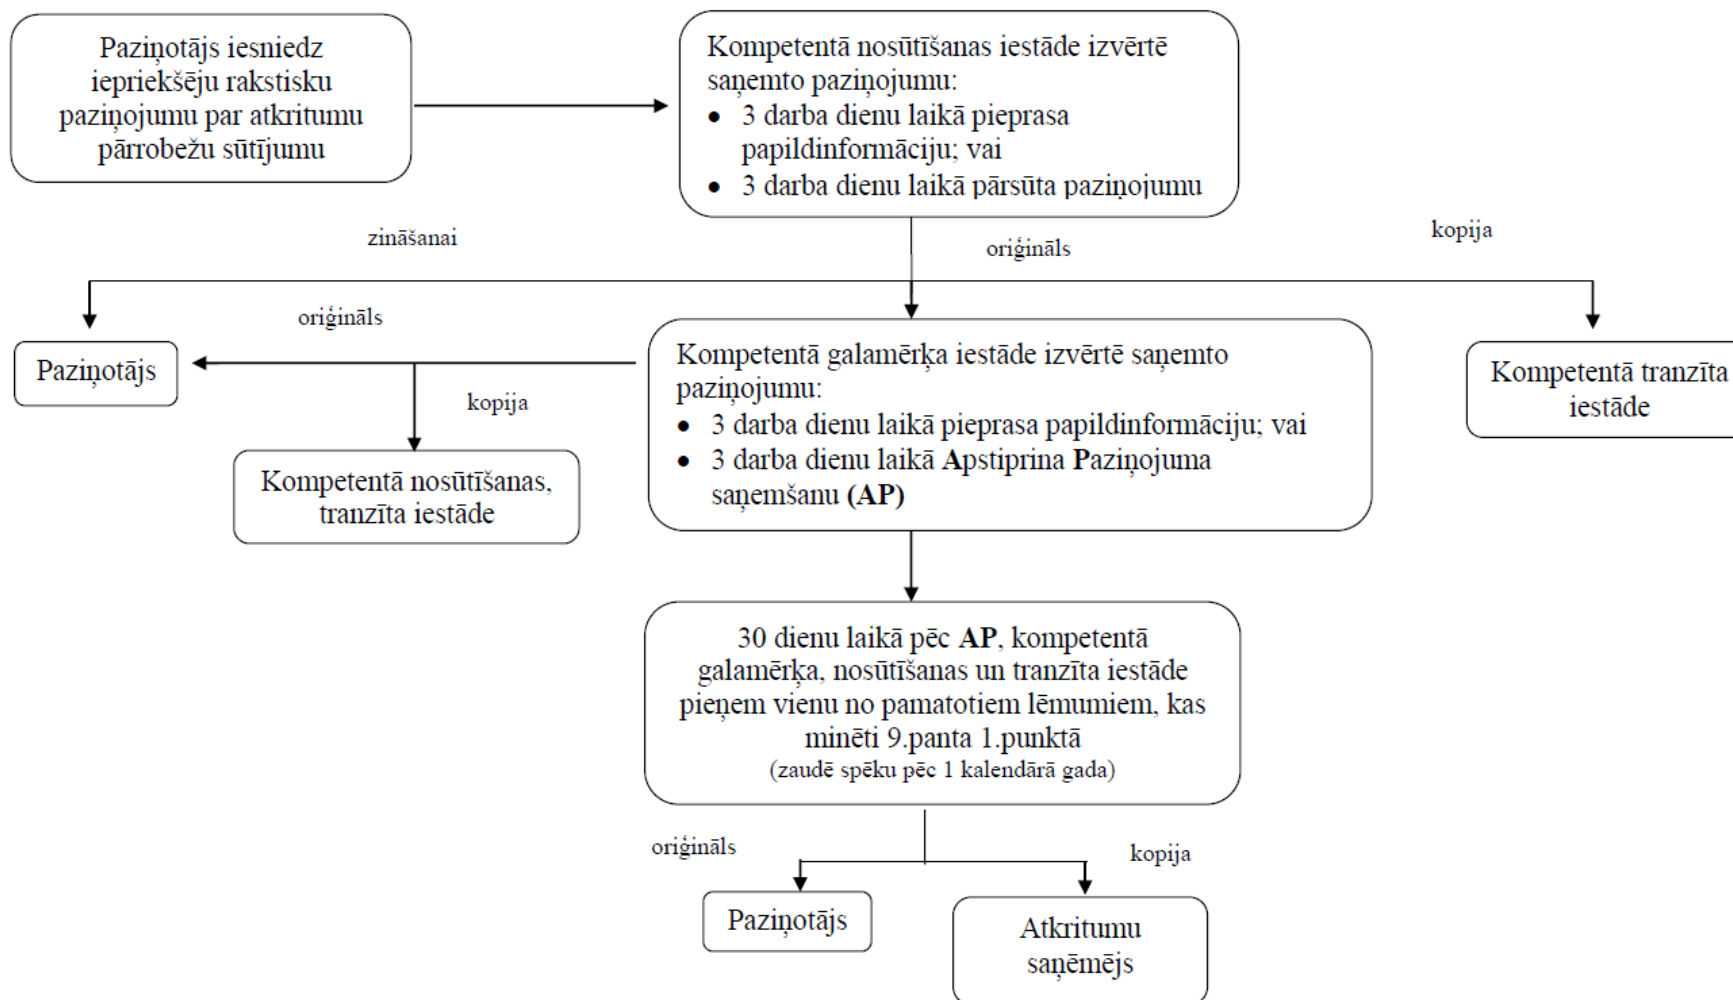 Paziņotājs iesniedz
iepriekšēju rakstisku
paziņojumu par atkritumu
pārrobežu sūtījumu
Kompetentā nosūtīšanas iestāde izvērtē
saņemto paziņojumu:
• 3 darba dienu laikā pieprasa
papildinformāciju; vai
• 3 darba dienu laikā pārsūta paziņojumu
zināšanai
oriģināls
kopija
oriģināls
Paziņotājs
kopija
Kompetentā nosūtīšanas,
tranzīta iestāde
Kompetentā galamērķa iestāde izvērtē saņemto
paziņojumu:
• 3 darba dienu laikā pieprasa papildinformāciju; vai
• 3 darba dienu laikā Apstiprina Paziņojuma
saņemšanu (AP)
Kompetentā tranzīta
iestāde
30 dienu laikā pēc AP, kompetentā
galamērķa, nosūtīšanas un tranzīta iestāde
pieņem vienu no pamatotiem lēmumiem, kas
minēti 9.panta 1.punktā
(zaudē spēku pēc 1 kalendārā gada)
oriģināls
kopija
Paziņotājs
Atkritumu
saņēmējs